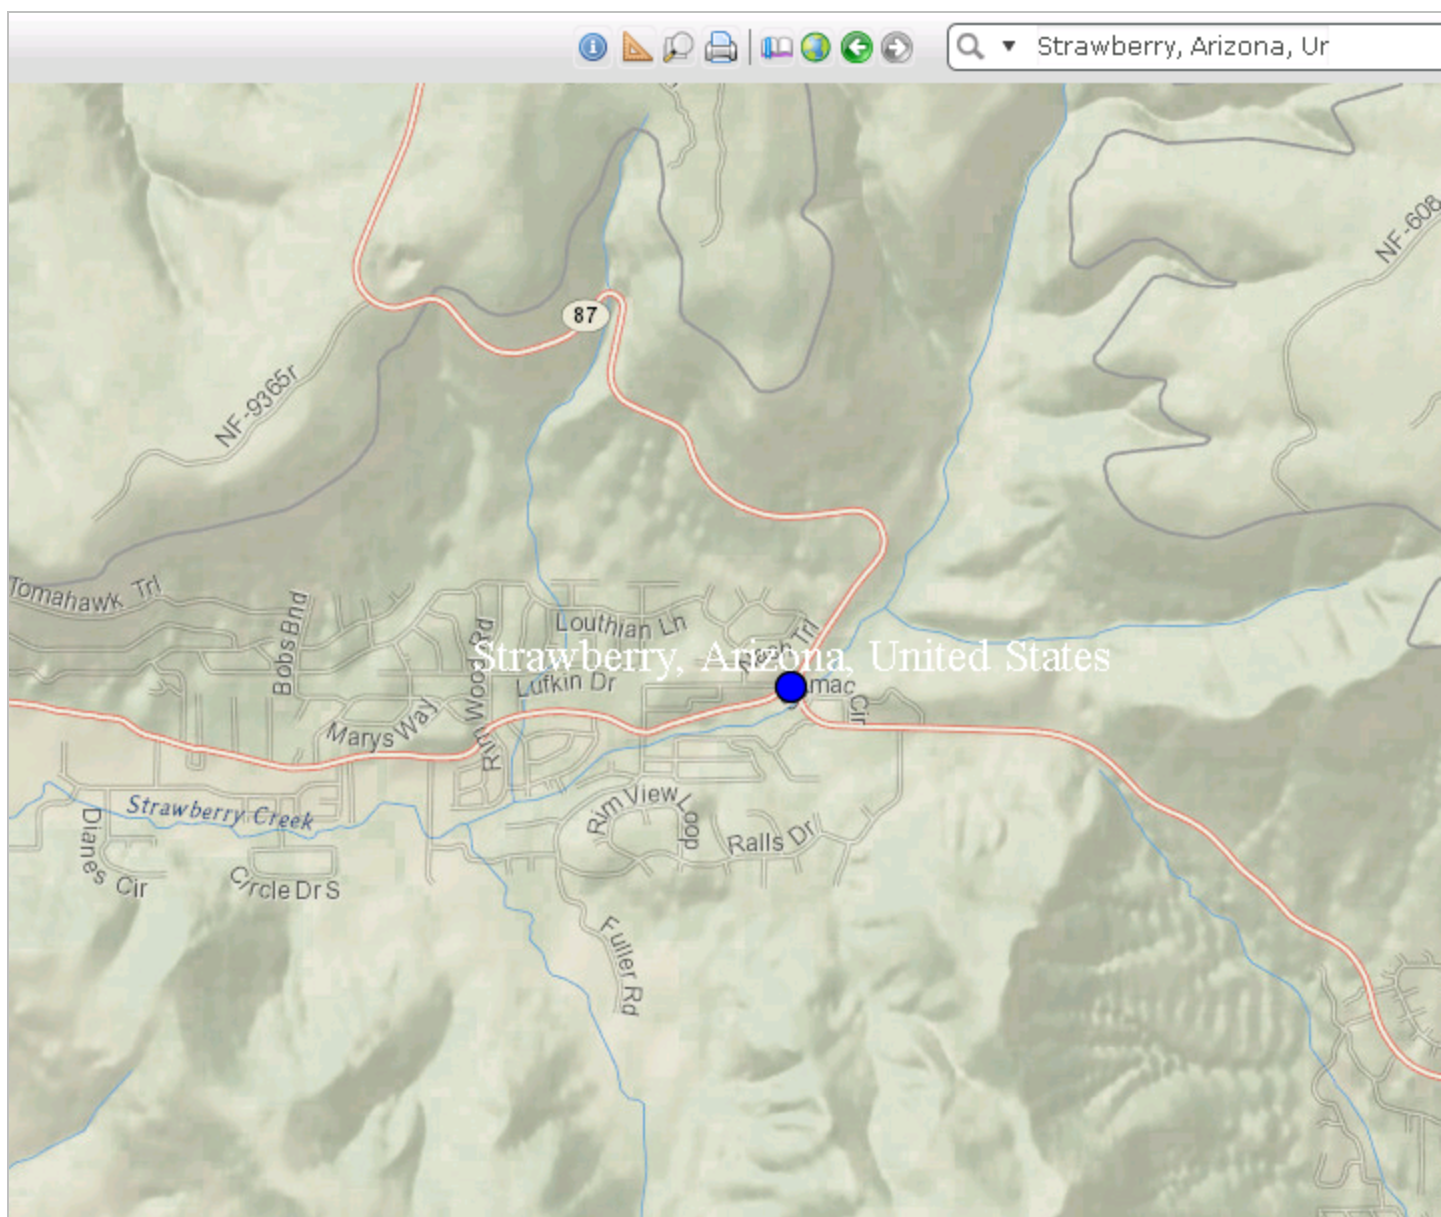 Strawberry, Arizona, Ur
NF-608
87
NF-9365r
Tomahawk Trl
Bobs Bnd
Louthian Ln
Strawberry, Arizona, United States
Rim Wood Rd
Lufkin Dr
Cir
Marys Way
Strawberry Creek
Rim View Loop
Ralls Dr
Dianes Cir
Circle Dr S
Fuller Rd